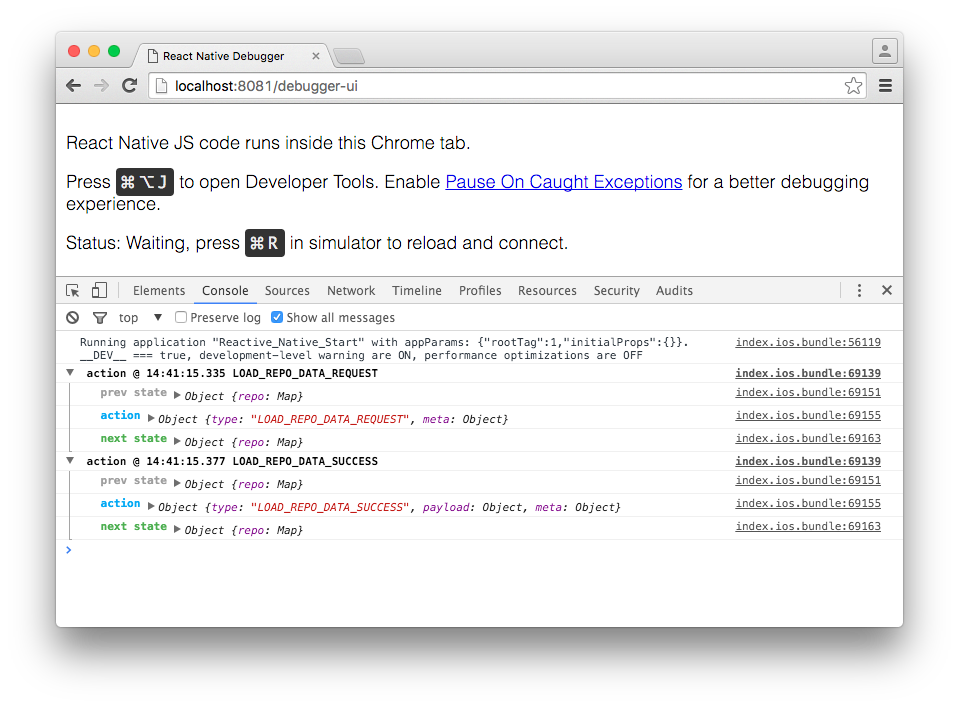 React Native Debugger
localhost:8081/debugger-ui
React Native JS code runs inside this Chrome tab.
Press ⌘⌥J to open Developer Tools. Enable Pause On Caught Exceptions for a better debugging
experience.
Status: Waiting, press ⌘R in simulator to reload and connect.
Elements Console Sources Network Timeline Profiles Resources Security Audits
top Preserve log Show all messages
Running application "Reactive_Native_Start" with appParams: {"rootTag":1,"initialProps":{}}. index.ios.bundle:56119
__DEV__ === true, development-level warning are ON, performance optimizations are OFF
action @ 14:41:15.335 LOAD_REPO_DATA_REQUEST index.ios.bundle:69139
prev state Object {repo: Map} index.ios.bundle:69151
action Object {type: "LOAD_REPO_DATA_REQUEST", meta: Object} index.ios.bundle:69155
next state Object {repo: Map} index.ios.bundle:69163
action @ 14:41:15.377 LOAD_REPO_DATA_SUCCESS index.ios.bundle:69139
prev state Object {repo: Map} index.ios.bundle:69151
action Object {type: "LOAD_REPO_DATA_SUCCESS", payload: Object, meta: Object} index.ios.bundle:69155
next state Object {repo: Map} index.ios.bundle:69163